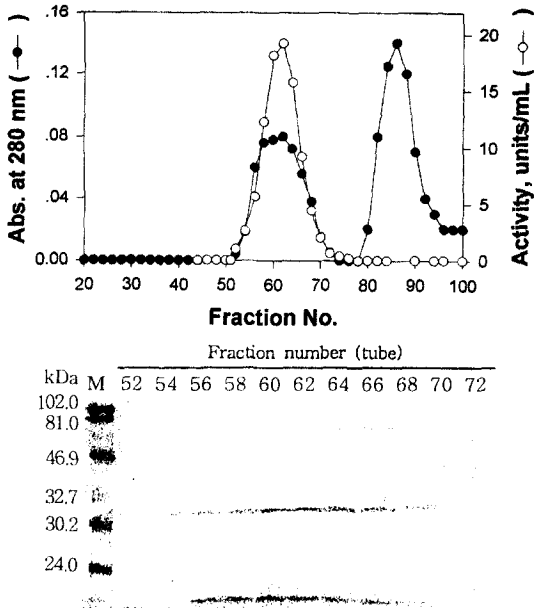 Abs. at 280 nm ( )
.16
.12
.08
.04
0.00
20
15
10
5
0
Activity, units/mL ( )
20 30 40 50 60 70 80 90 100
Fraction No.
Fraction number (tube)
kDa M 52 54 56 58 60 62 64 66 68 70 72
102.0
81.0
46.9
32.7
30.2
24.0